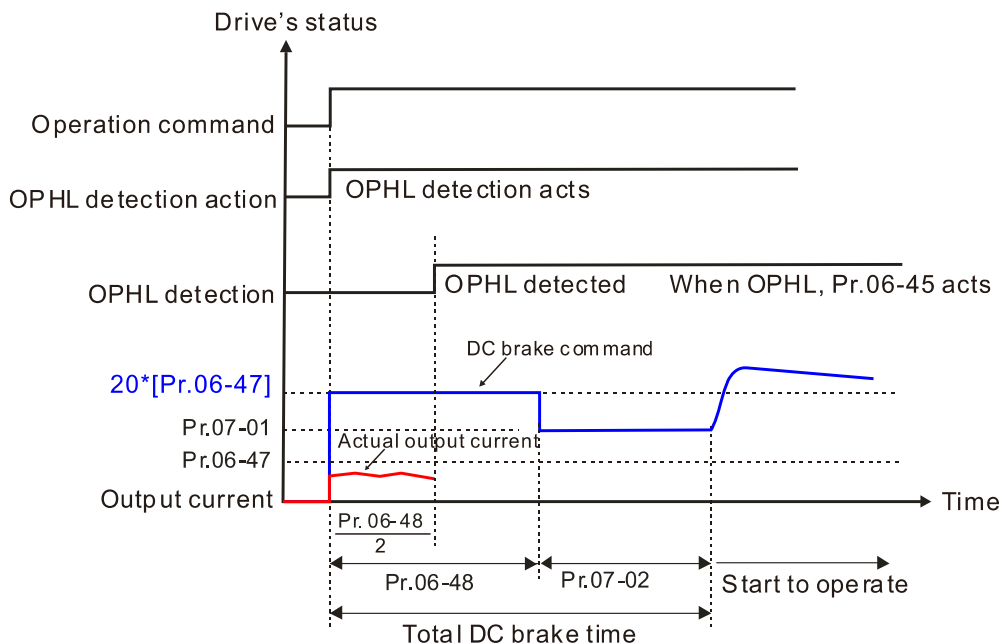 Drive's status
Operation command
OPHL detection action
OPHL detection acts
OPHL detection
OPHL detected
When OPHL, Pr.06-45 acts
DC brake command
20*[Pr.06-47]
Pr.07-01
Actual output current
Pr.06-47
Output current
Time
Pr. 06-48
2
Pr.06-48
Pr.07-02
Start to operate
Total DC brake time